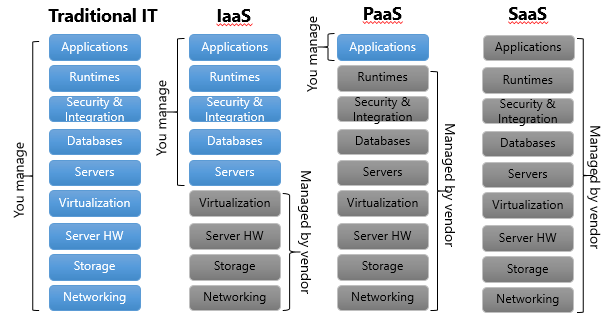 Traditional IT
You manage
Applications
Runtimes
Security &
Integration
Databases
Servers
Virtualization
Server HW
Storage
Networking
IaaS
You manage
Applications
Runtimes
Security &
Integration
Databases
Servers
Virtualization
Server HW
Storage
Networking
Managed by vendor
PaaS
You manage
Applications
Runtimes
Security &
Integration
Databases
Servers
Virtualization
Server HW
Storage
Networking
Managed by vendor
SaaS
Applications
Runtimes
Security &
Integration
Databases
Servers
Virtualization
Server HW
Storage
Networking
Managed by vendor